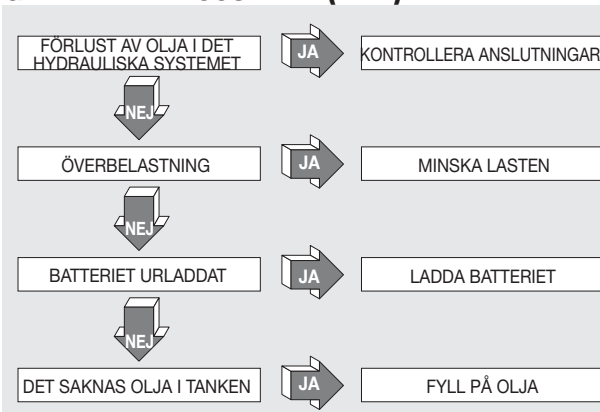 FÖRLUST AV OLJA I DET
HYDRAULISKA SYSTEMET
JA
KONTROLLERA ANSLUTNINGAR
NEJ
ÖVERBELASTNING
JA
MINSKA LASTEN
NEJ
BATTERIET URLADDAT
JA
LADDA BATTERIET
NEJ
DET SAKNAS OLJA I TANKEN
JA
FYLL PÅ OLJA